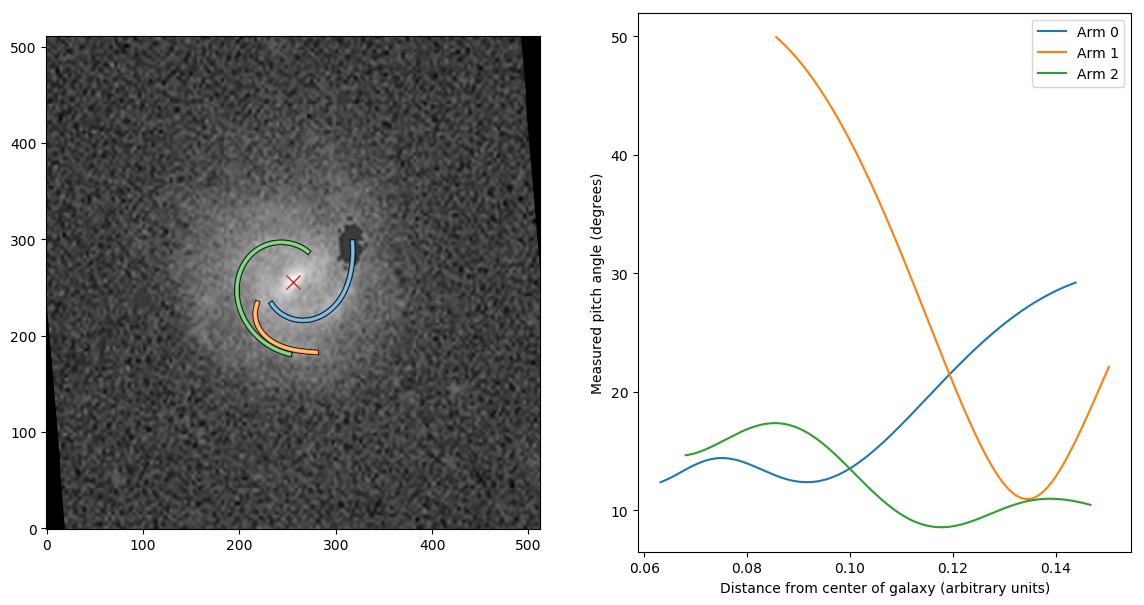 500
400
300
200
100
0
0 100 200 300 400 500
Measured pitch angle (degrees)
50
40
30
20
10
0.06 0.08 0.10 0.12 0.14
Distance from center of galaxy (arbitrary units)
Arm 0
Arm 1
Arm 2